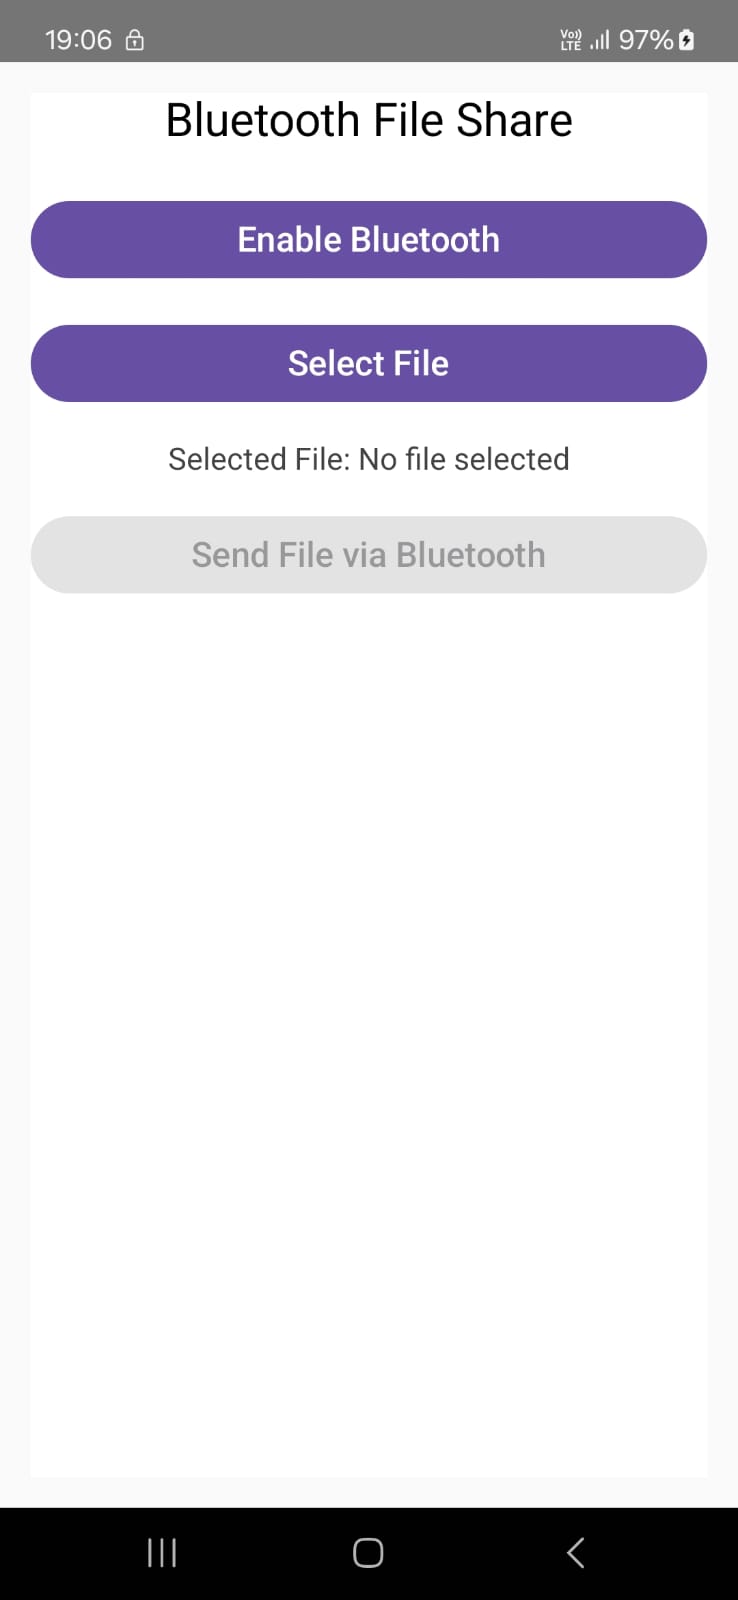 19:06
Vo)) LTE 97%
Bluetooth File Share
Enable Bluetooth
Select File
Selected File: No file selected
Send File via Bluetooth